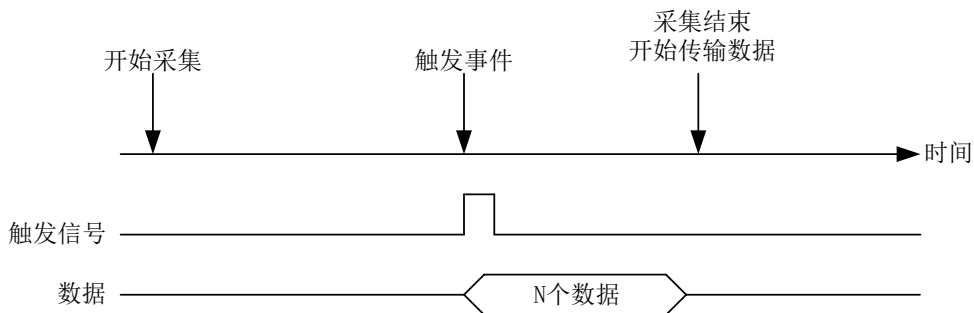 采集结束
开始传输数据
开始采集
触发事件
时间
触发信号
数据
N个数据